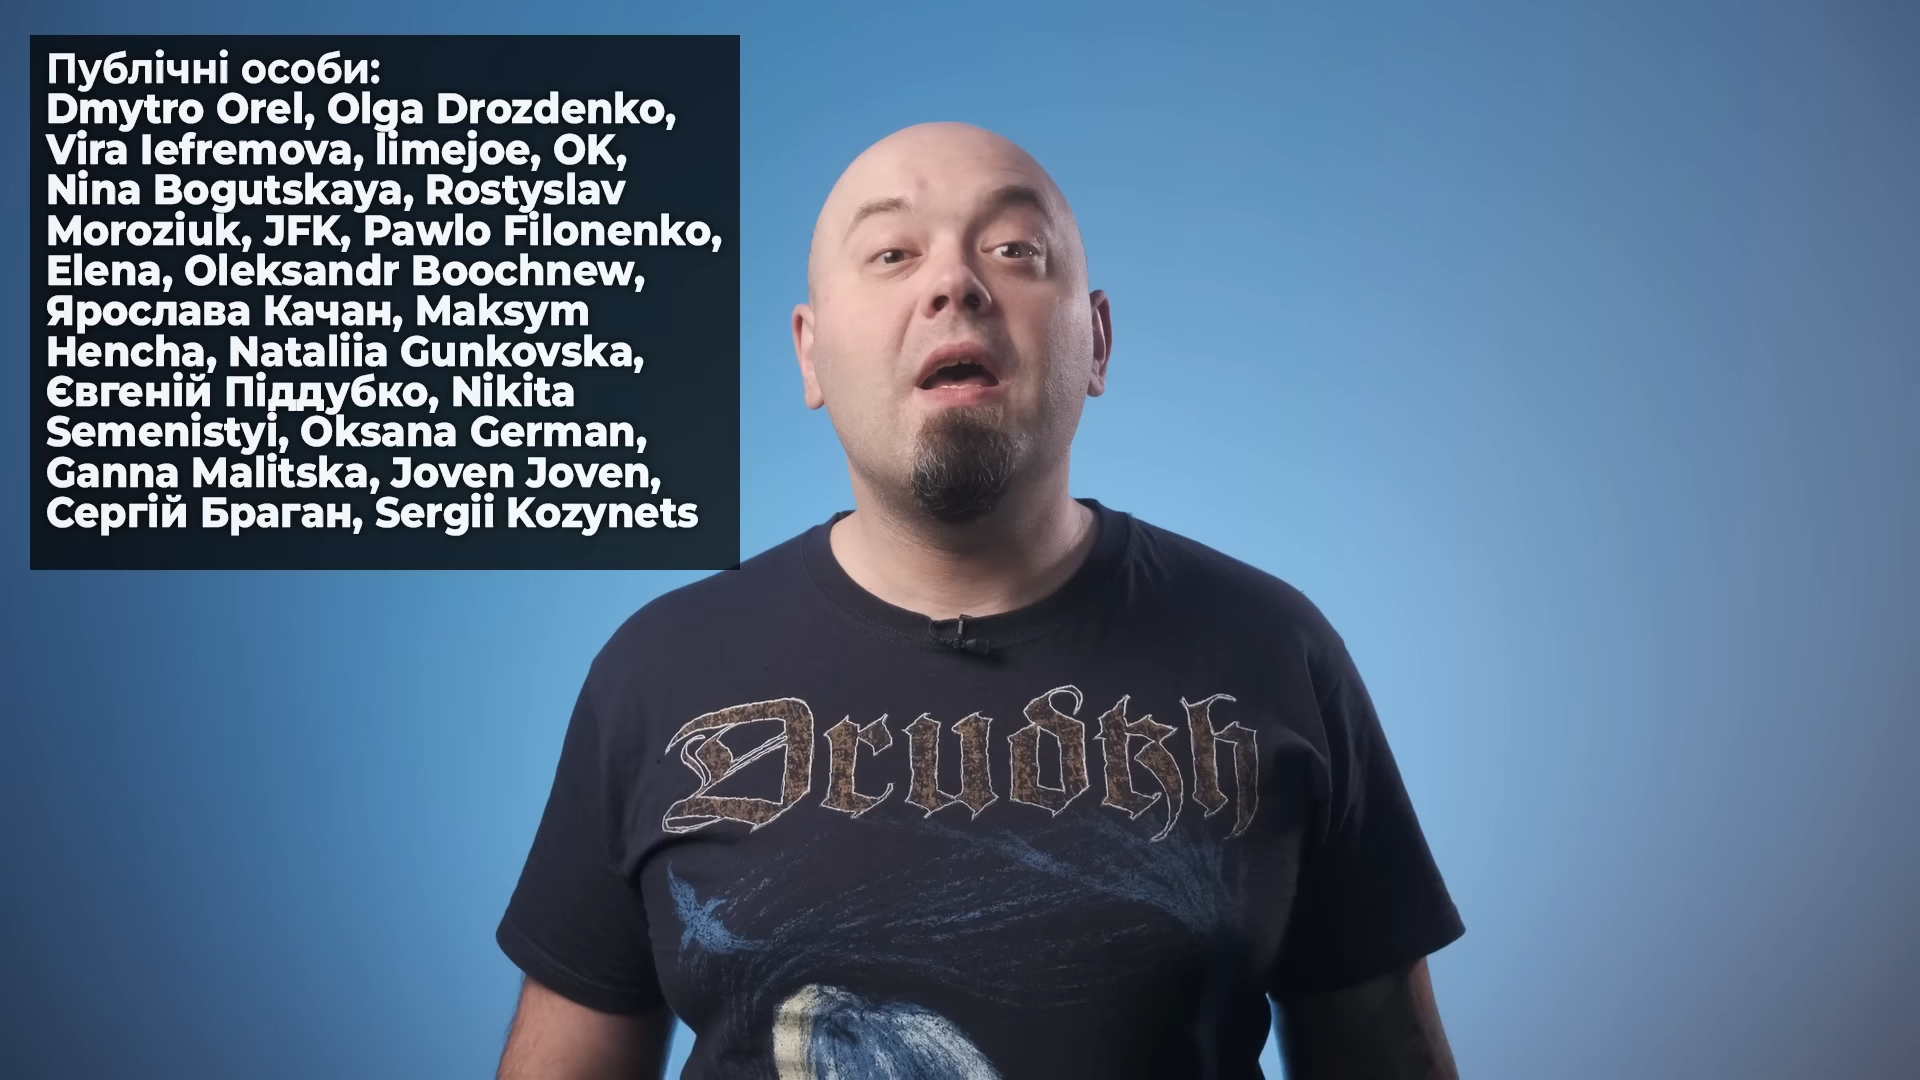 Публічні особи:
Dmytro Orel, Olga Drozdenko,
Vira Iefremova, limejoe, OK,
Nina Bogutskaya, Rostyslav
Moroziuk, JFK, Pawlo Filonenko,
Elena, Oleksandr Boochnew,
Ярослава Качан, Maksym
Hencha, Nataliia Gunkovska,
Євгеній Піддубко, Nikita
Semenistyi, Oksana German,
Ganna Malitska, Joven Joven,
Сергій Браган, Sergii Kozynets
Drudkh